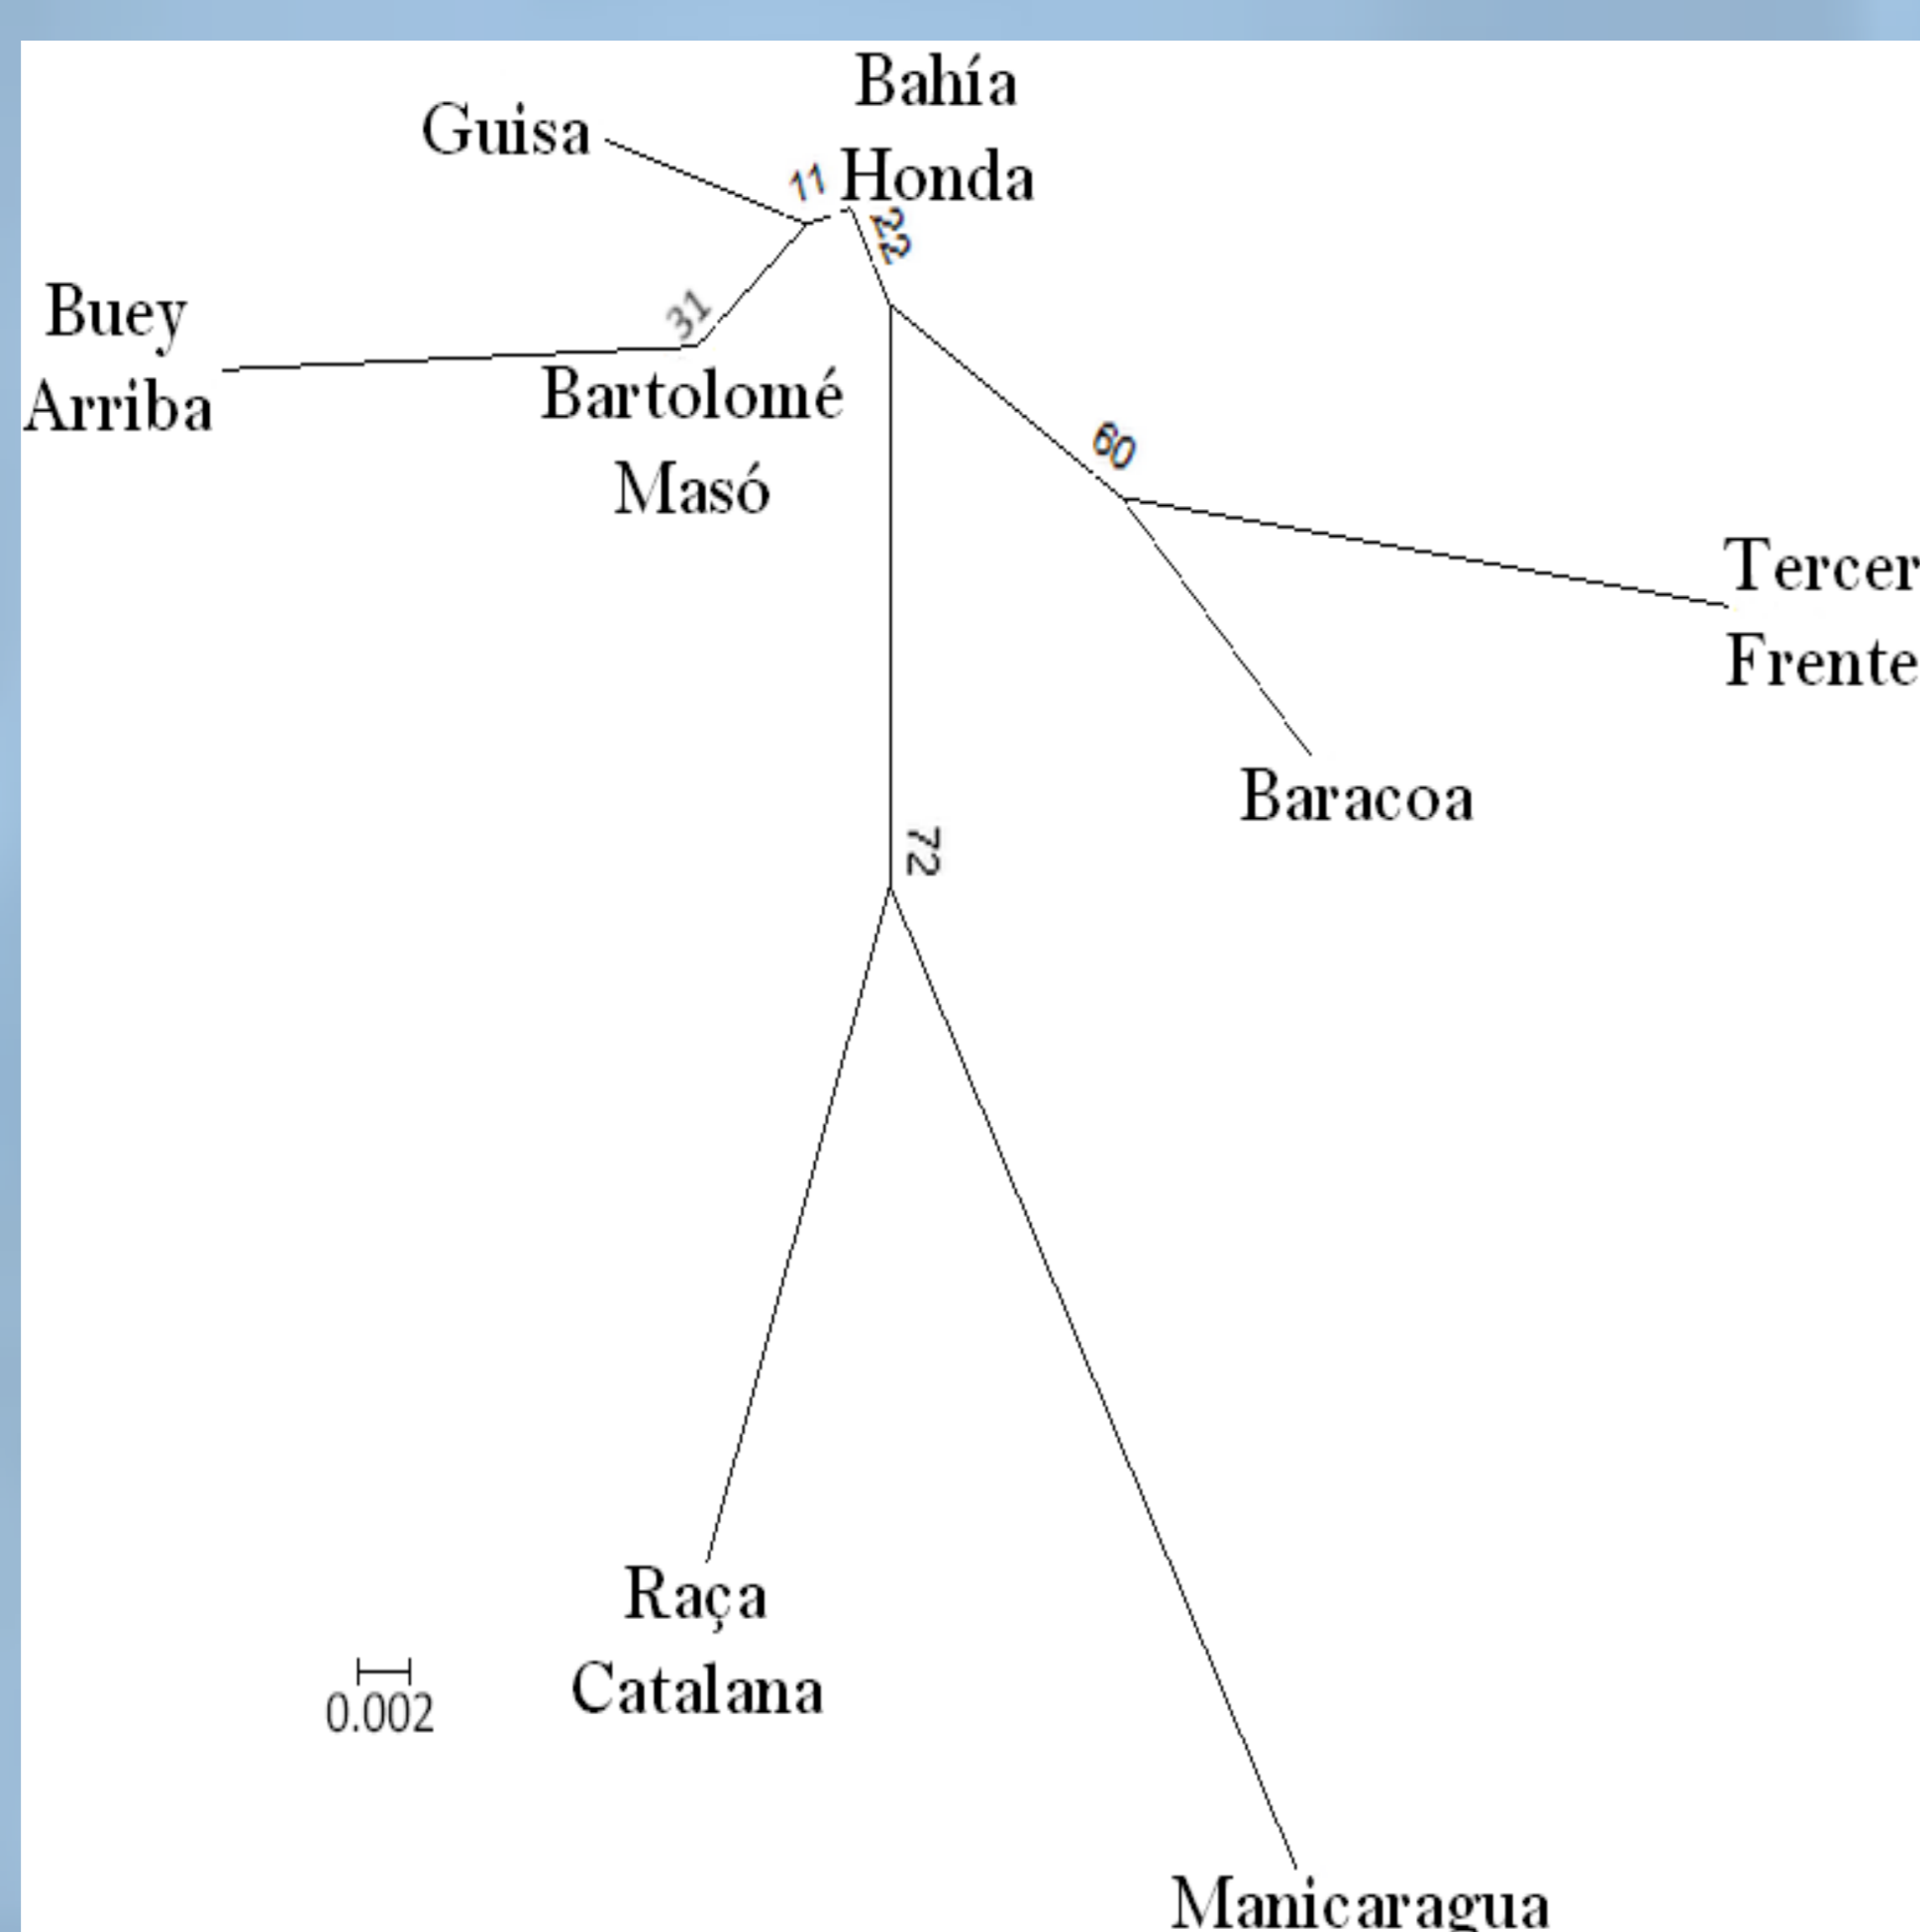 Bahía
Honda
Guisa
11
22
Buey
Arriba
31
Bartolomé
Masó
60
Tercer
Frente
Baracoa
72
Raça
Catalana
0.002
Manicaragua